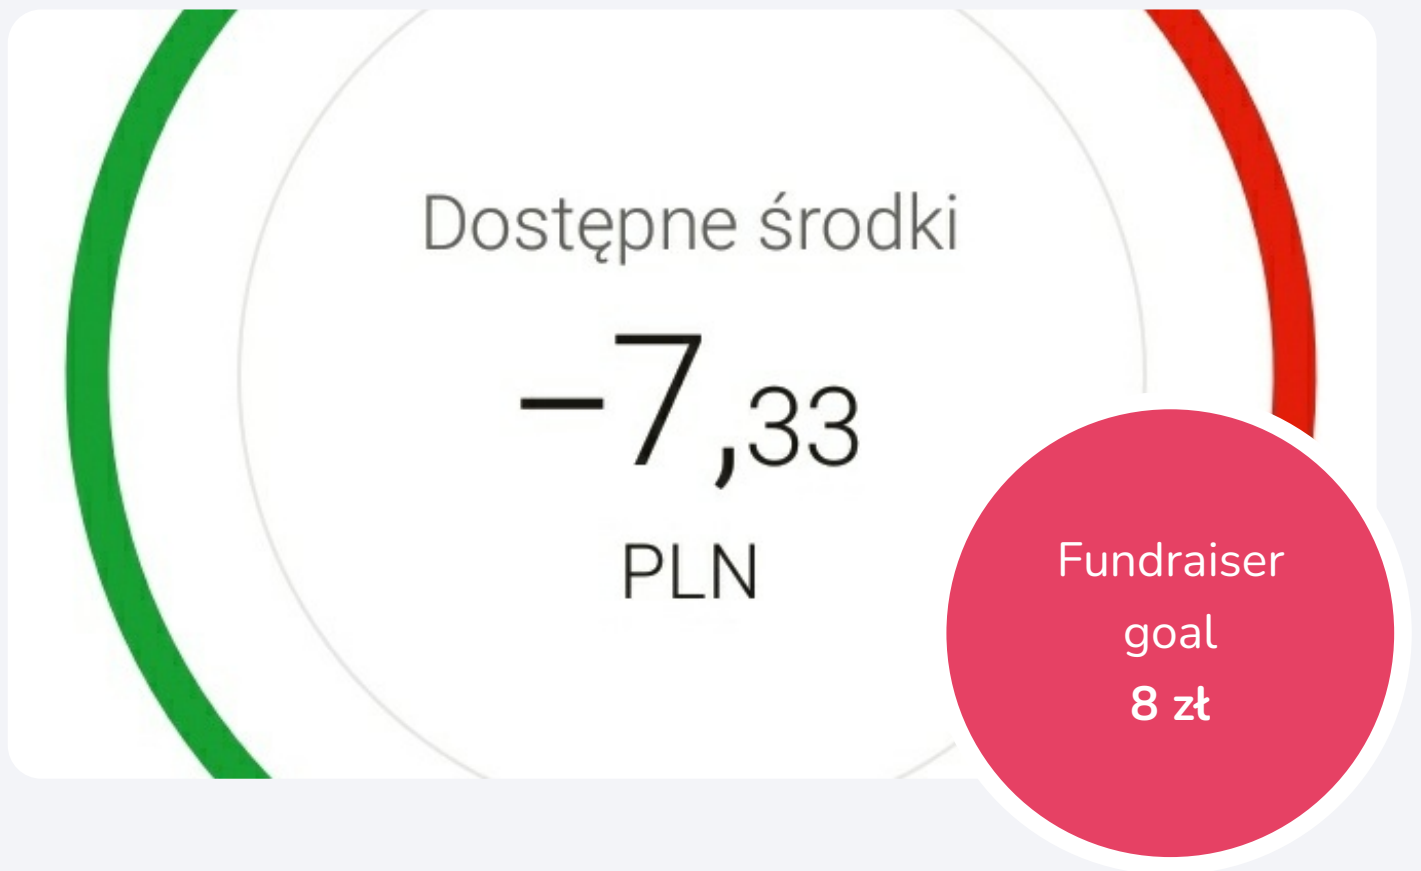 Dostępne środki
−7,33
PLN
Fundraiser
goal
8 zł